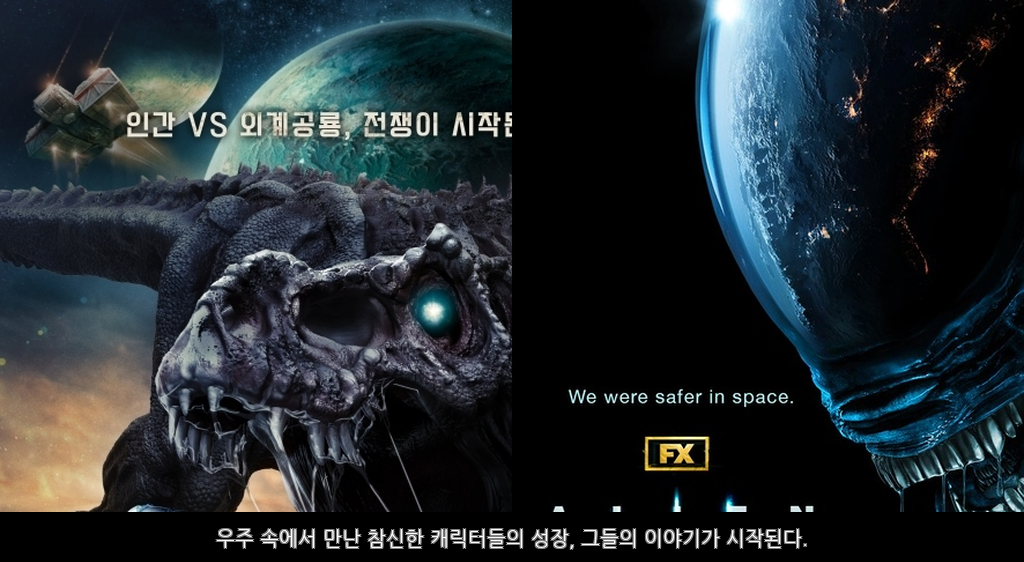 인간 VS 외계공룡, 전쟁이 시작된
We were safer in space.
FX
우주 속에서 만난 참신한 캐릭터들의 성장, 그들의 이야기가 시작된다.